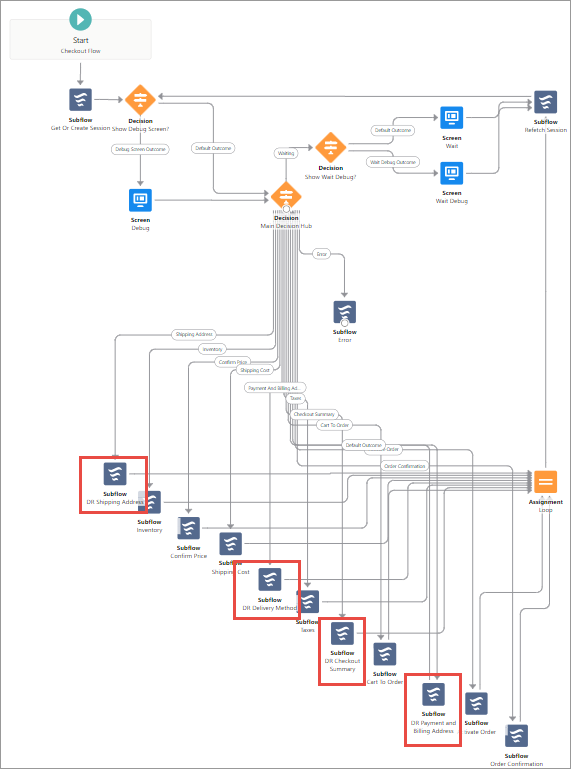 Start
Checkout Flow
Subflow
Get Or Create Session
Decision
Show Debug Screen?
Debug Screen Outcome
Default Outcome
Screen
Debug
Waiting
Decision
Show Wait Debug?
Default Outcome
Wait Debug Outcome
Screen
Wait
Screen
Wait Debug
Subflow
Refetch Session
Decision
Main Decision Hub
Error
Subflow
Error
Shipping Address
Inventory
Confirm Price
Shipping Cost
Payment And Billing Ad...
Taxes
Checkout Summary
Cart To Order
Default Outcome
Order
Order Confirmation
Subflow
DR Shipping Address
Subflow
Inventory
Subflow
Confirm Price
Subflow
Shipping Cost
Subflow
DR Delivery Method
Subflow
Taxes
Subflow
DR Checkout
Summary
Subflow
Cart To Order
Subflow
DR Payment and
Billing Address
Subflow
ivate Order
Subflow
Order Confirmation
Assignment
Loop